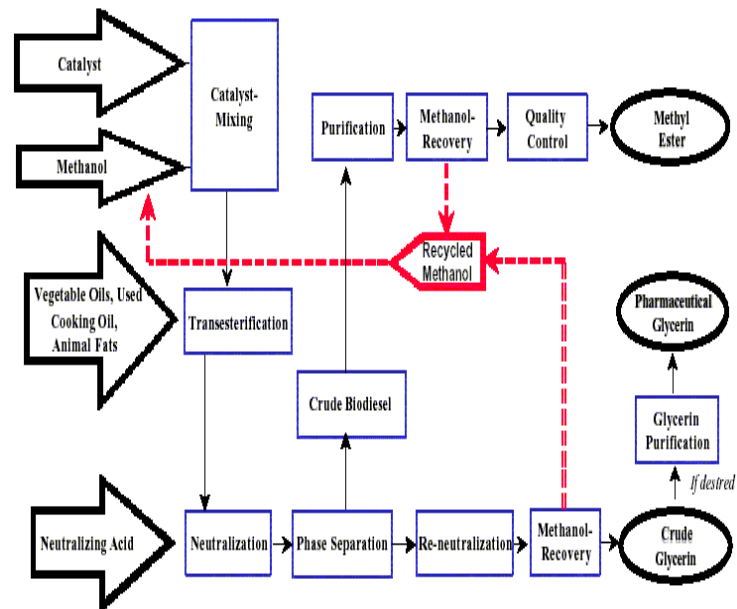 Catalyst
Catalyst-
Mixing
Methanol
Purification
Methanol-
Recovery
Quality
Control
Methyl
Ester
Recycled
Methanol
Vegetable Oils, Used
Cooking Oil,
Animal Fats
Transesterification
Pharmaceutical
Glycerin
Crude Biodiesel
Glycerin
Purification
If destred
Neutralizing Acid
Neutralization
Phase Separation
Re-neutralization
Methanol-
Recovery
Crude
Glycerin